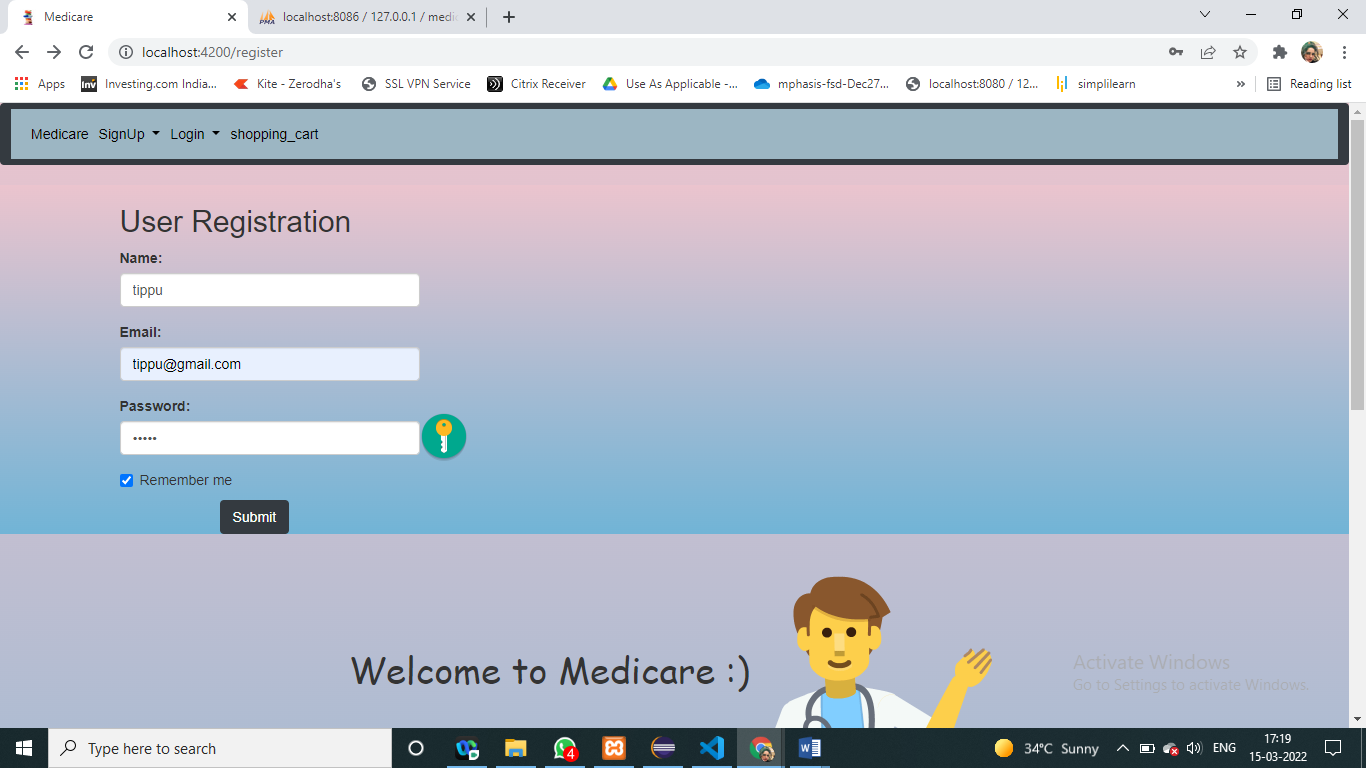 Medicare
localhost:8086 / 127.0.0.1 / medic
localhost:4200/register
Apps
Investing.com India...
Kite - Zerodha's
SSL VPN Service
Citrix Receiver
Use As Applicable -...
mphasis-fsd-Dec27...
localhost:8080 / 12...
simplilearn
»
Reading list
Medicare SignUp Login shopping_cart
User Registration
Name:
tippu
Email:
tippu@gmail.com
Password:
•••••
Remember me
Submit
Welcome to Medicare :)
Activate Windows
Go to Settings to activate Windows.
Type here to search
4
34°C Sunny
ENG
17:19
15-03-2022